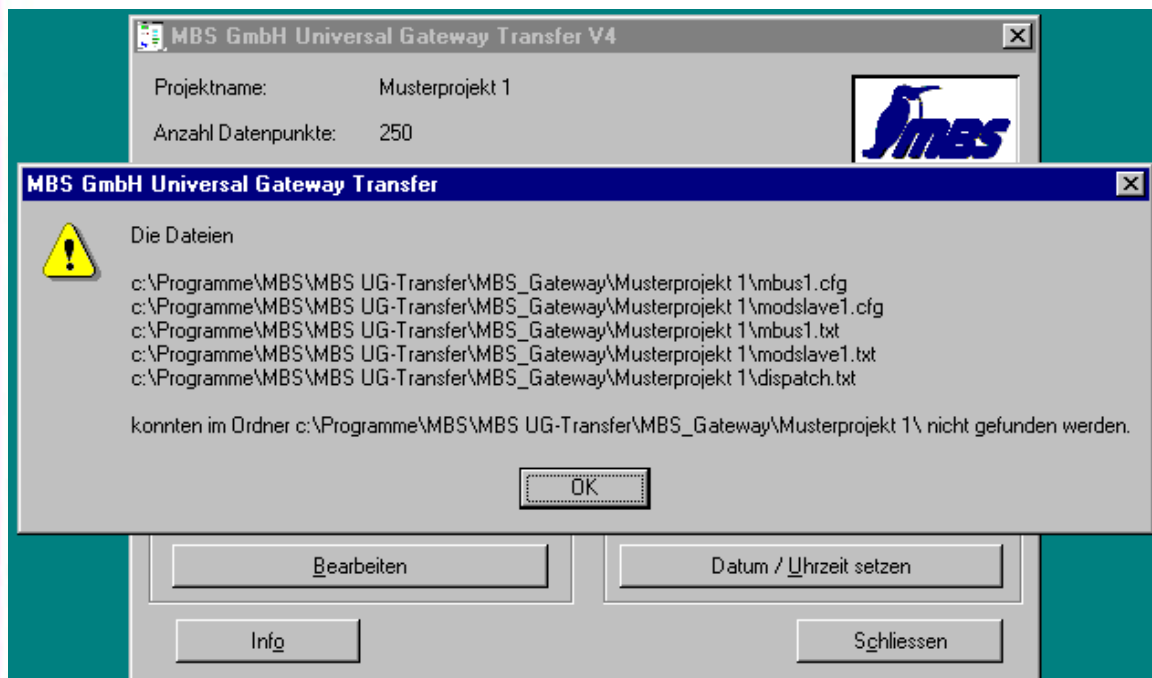 MBS GmbH Universal Gateway Transfer V4
Projektname: Musterprojekt 1
Anzahl Datenpunkte: 250
mbs
MBS GmbH Universal Gateway Transfer
Die Dateien
c:\Programme\MBS\MBS UG-Transfer\MBS_Gateway\Musterprojekt 1\mbus1.cfg
c:\Programme\MBS\MBS UG-Transfer\MBS_Gateway\Musterprojekt 1\modslave1.cfg
c:\Programme\MBS\MBS UG-Transfer\MBS_Gateway\Musterprojekt 1\mbus1.txt
c:\Programme\MBS\MBS UG-Transfer\MBS_Gateway\Musterprojekt 1\modslave1.txt
c:\Programme\MBS\MBS UG-Transfer\MBS_Gateway\Musterprojekt 1\dispatch.txt
konnten im Ordner c:\Programme\MBS\MBS UG-Transfer\MBS_Gateway\Musterprojekt 1\ nicht gefunden werden.
OK
Bearbeiten
Datum / Uhrzeit setzen
Info
Schliessen